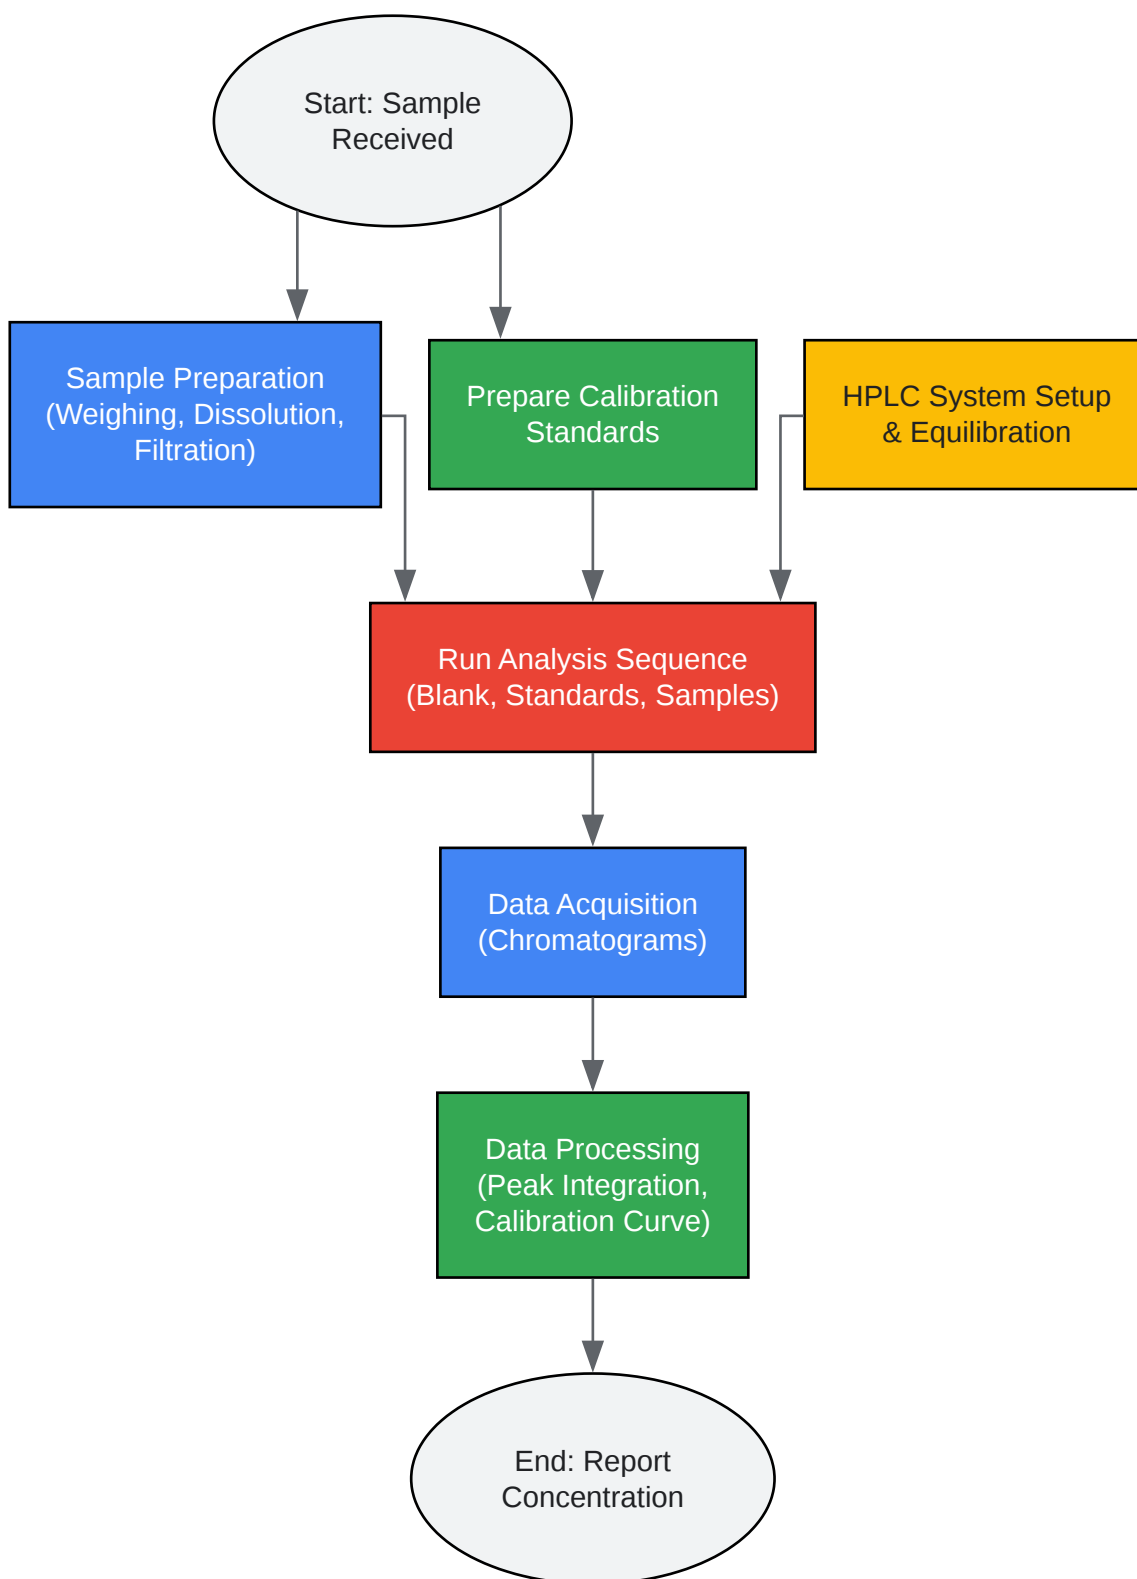 Start: Sample
Received
Sample Preparation
(Weighing, Dissolution,
Filtration)
Prepare Calibration
Standards
HPLC System Setup
& Equilibration
Run Analysis Sequence
(Blank, Standards, Samples)
Data Acquisition
(Chromatograms)
Data Processing
(Peak Integration,
Calibration Curve)
End: Report
Concentration